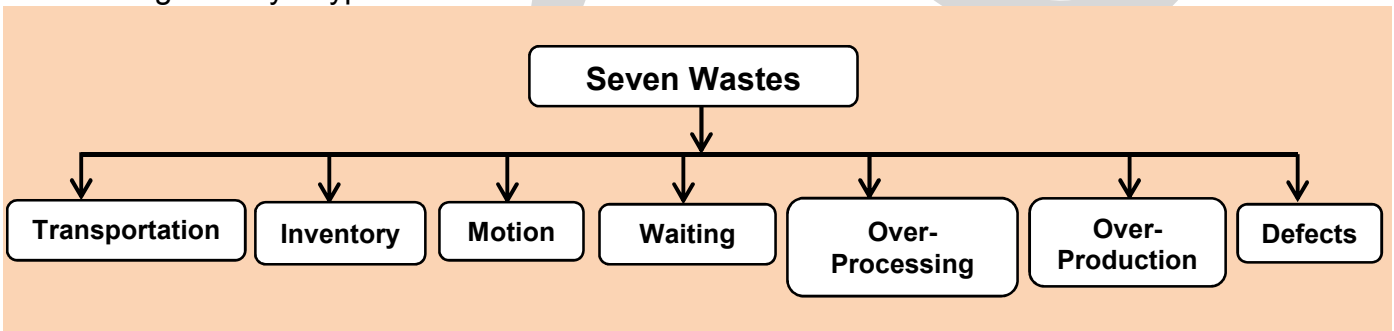 Seven Wastes
Transportation
Inventory
Motion
Waiting
Over-
Processing
Over-
Production
Defects